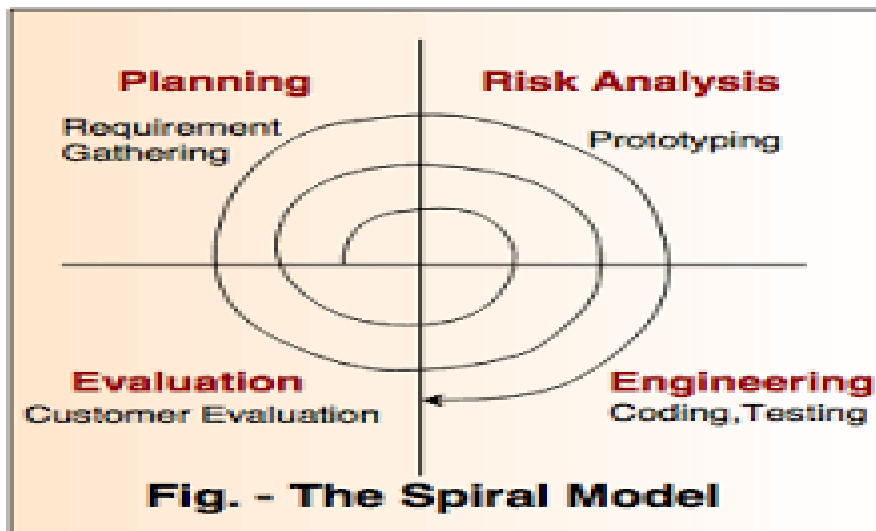 Planning
Requirement
Gathering
Risk Analysis
Prototyping
Evaluation
Customer Evaluation
Engineering
Coding,Testing
Fig. - The Spiral Model